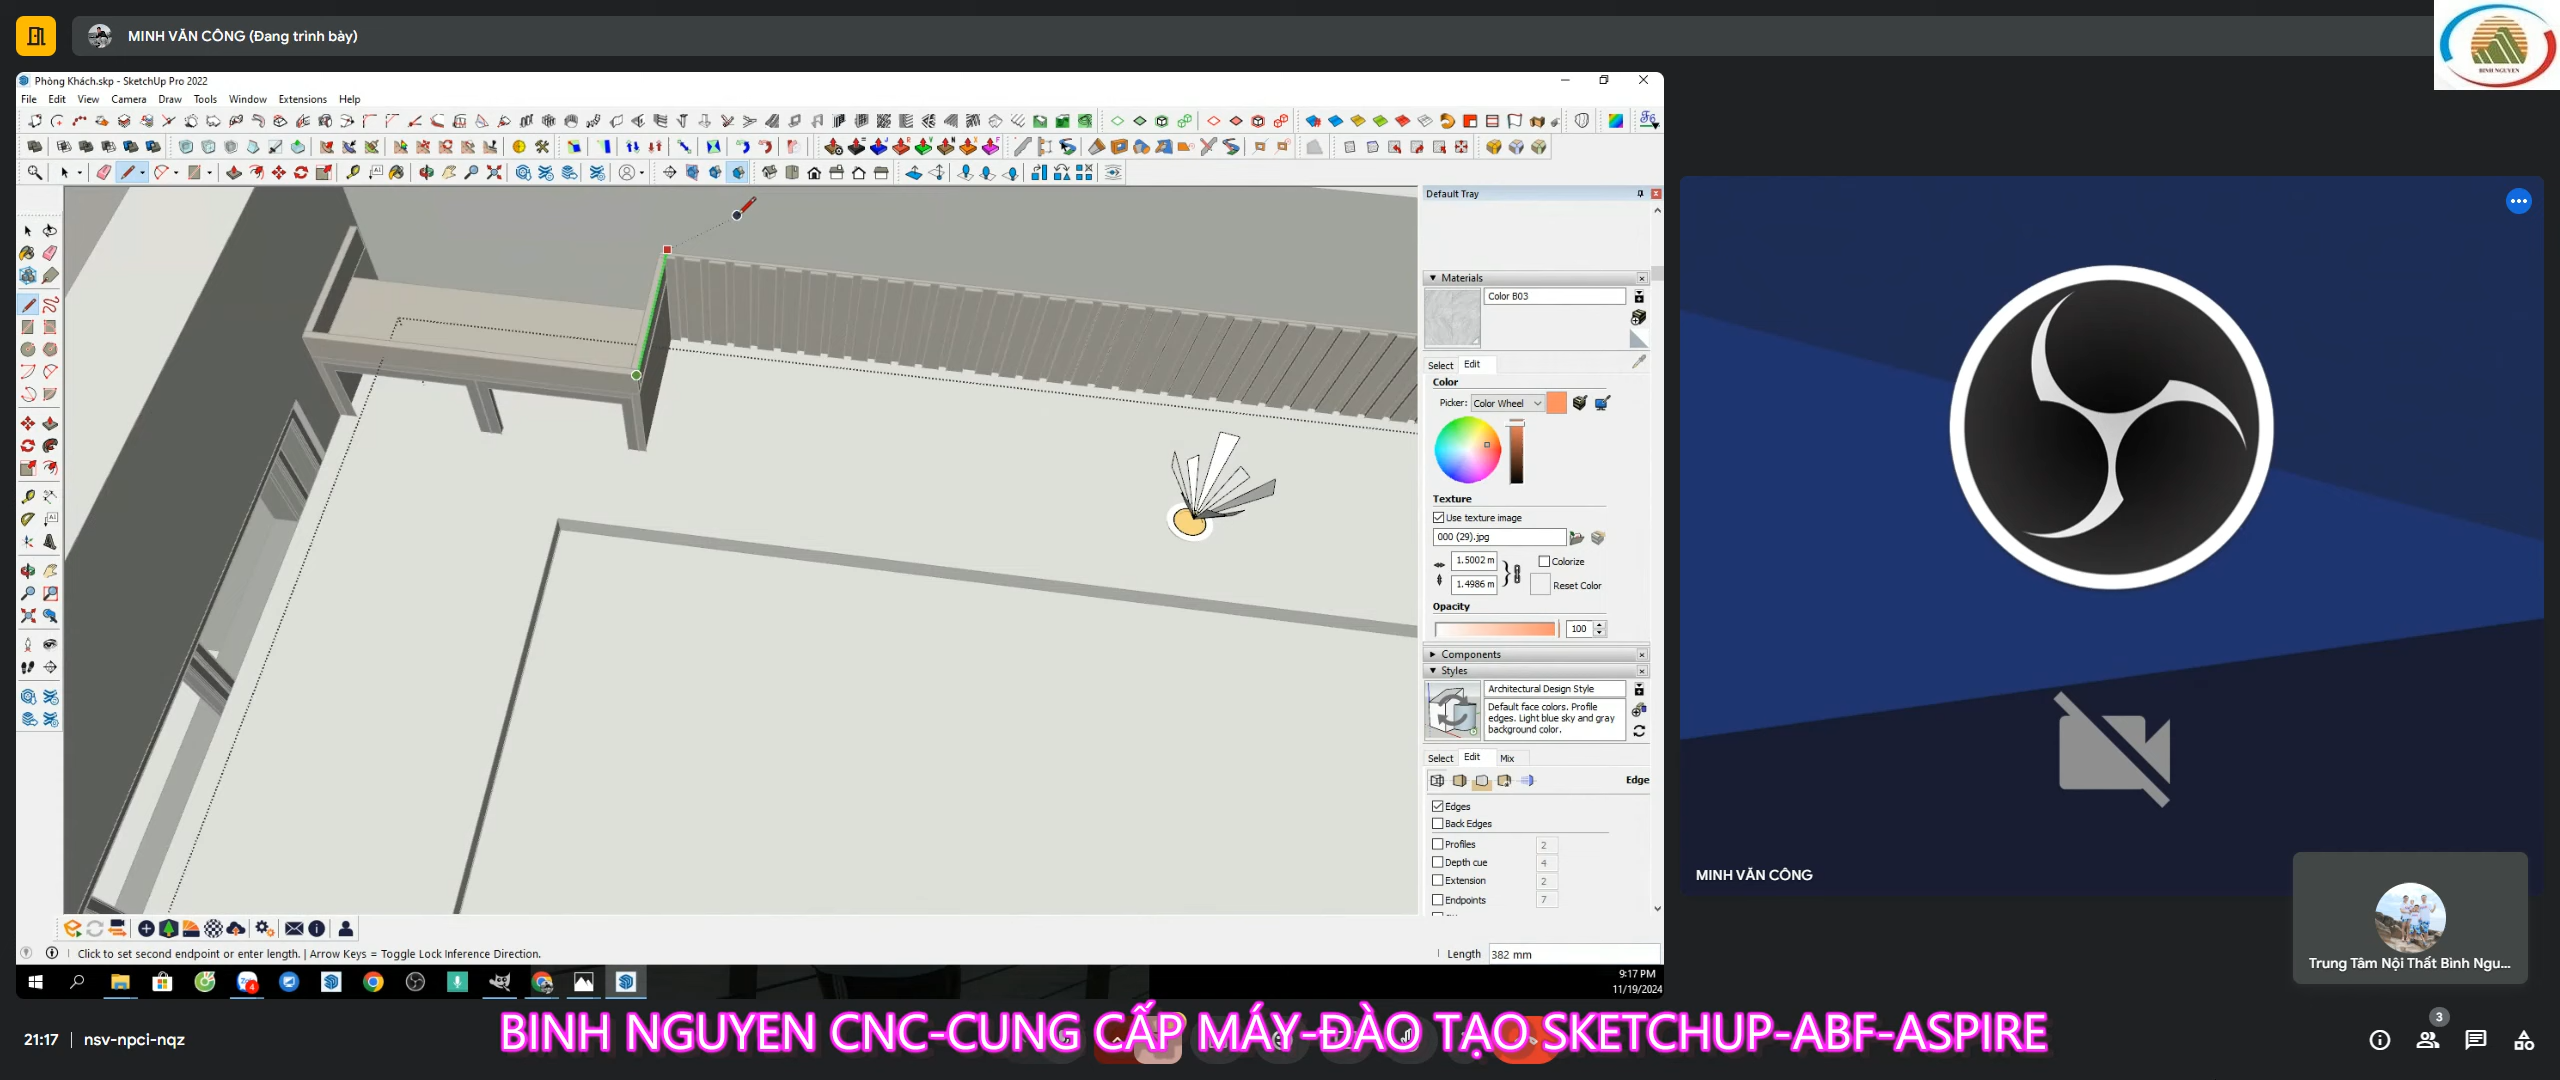 MINH VĂN CÔNG (Đang trình bày)
BINH NGUYEN
Phòng Khách.skp - SketchUp Pro 2022
File Edit View Camera Draw Tools Window Extensions Help
Default Tray
Materials
Color B03
Select Edit
Color
Picker: Color Wheel
Texture
Use texture image
000 (29).jpg
1.5002 m
Colorize
1.4986 m
Reset Color
Opacity
100
Components
Styles
Architectural Design Style
Default face colors. Profile
edges. Light blue sky and gray
background color.
Select Edit Mix
Edge
Edges
Back Edges
Profiles 2
Depth cue 4
Extension 2
Endpoints 7
Click to set second endpoint or enter length. | Arrow Keys = Toggle Lock Inference Direction.
Length 382 mm
9:17 PM
11/19/2024
MINH VĂN CÔNG
Trung Tâm Nội Thất Bình Ngu...
21:17 | nsv-npci-nqz
BINH NGUYEN CNC-CUNG CẤP MÁY-ĐÀO TẠO SKETCHUP-ABF-ASPIRE
3